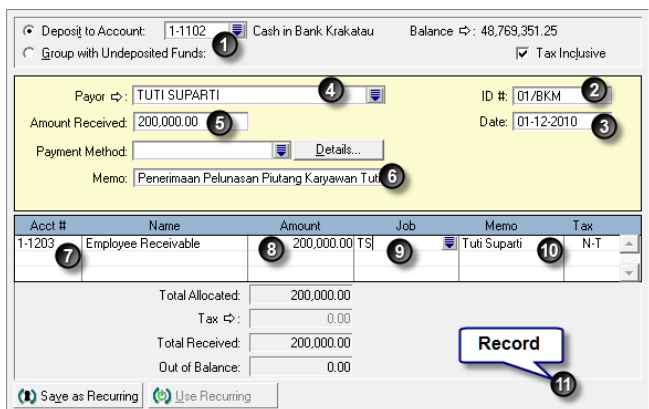 Deposit to Account: 1-1102 Cash in Bank Krakatau Balance ⇨: 48,769,351.25
1
Group with Undeposited Funds: Tax Inclusive
Payor ⇨: TUTI SUPARTI 4 ID #: 01/BKM 2
Amount Received: 200,000.00 5 Date: 01-12-2010 3
Payment Method: Details...
Memo: Penerimaan Pelunasan Piutang Karyawan Tuti 6
Acct # Name Amount Job Memo Tax
1-1203 Employee Receivable 200,000.00 TS Tuti Suparti N-T
7 8 9 10
Total Allocated: 200,000.00
Tax ⇨: 0.00
Total Received: 200,000.00
Record
Out of Balance: 0.00
11
Save as Recurring Use Recurring